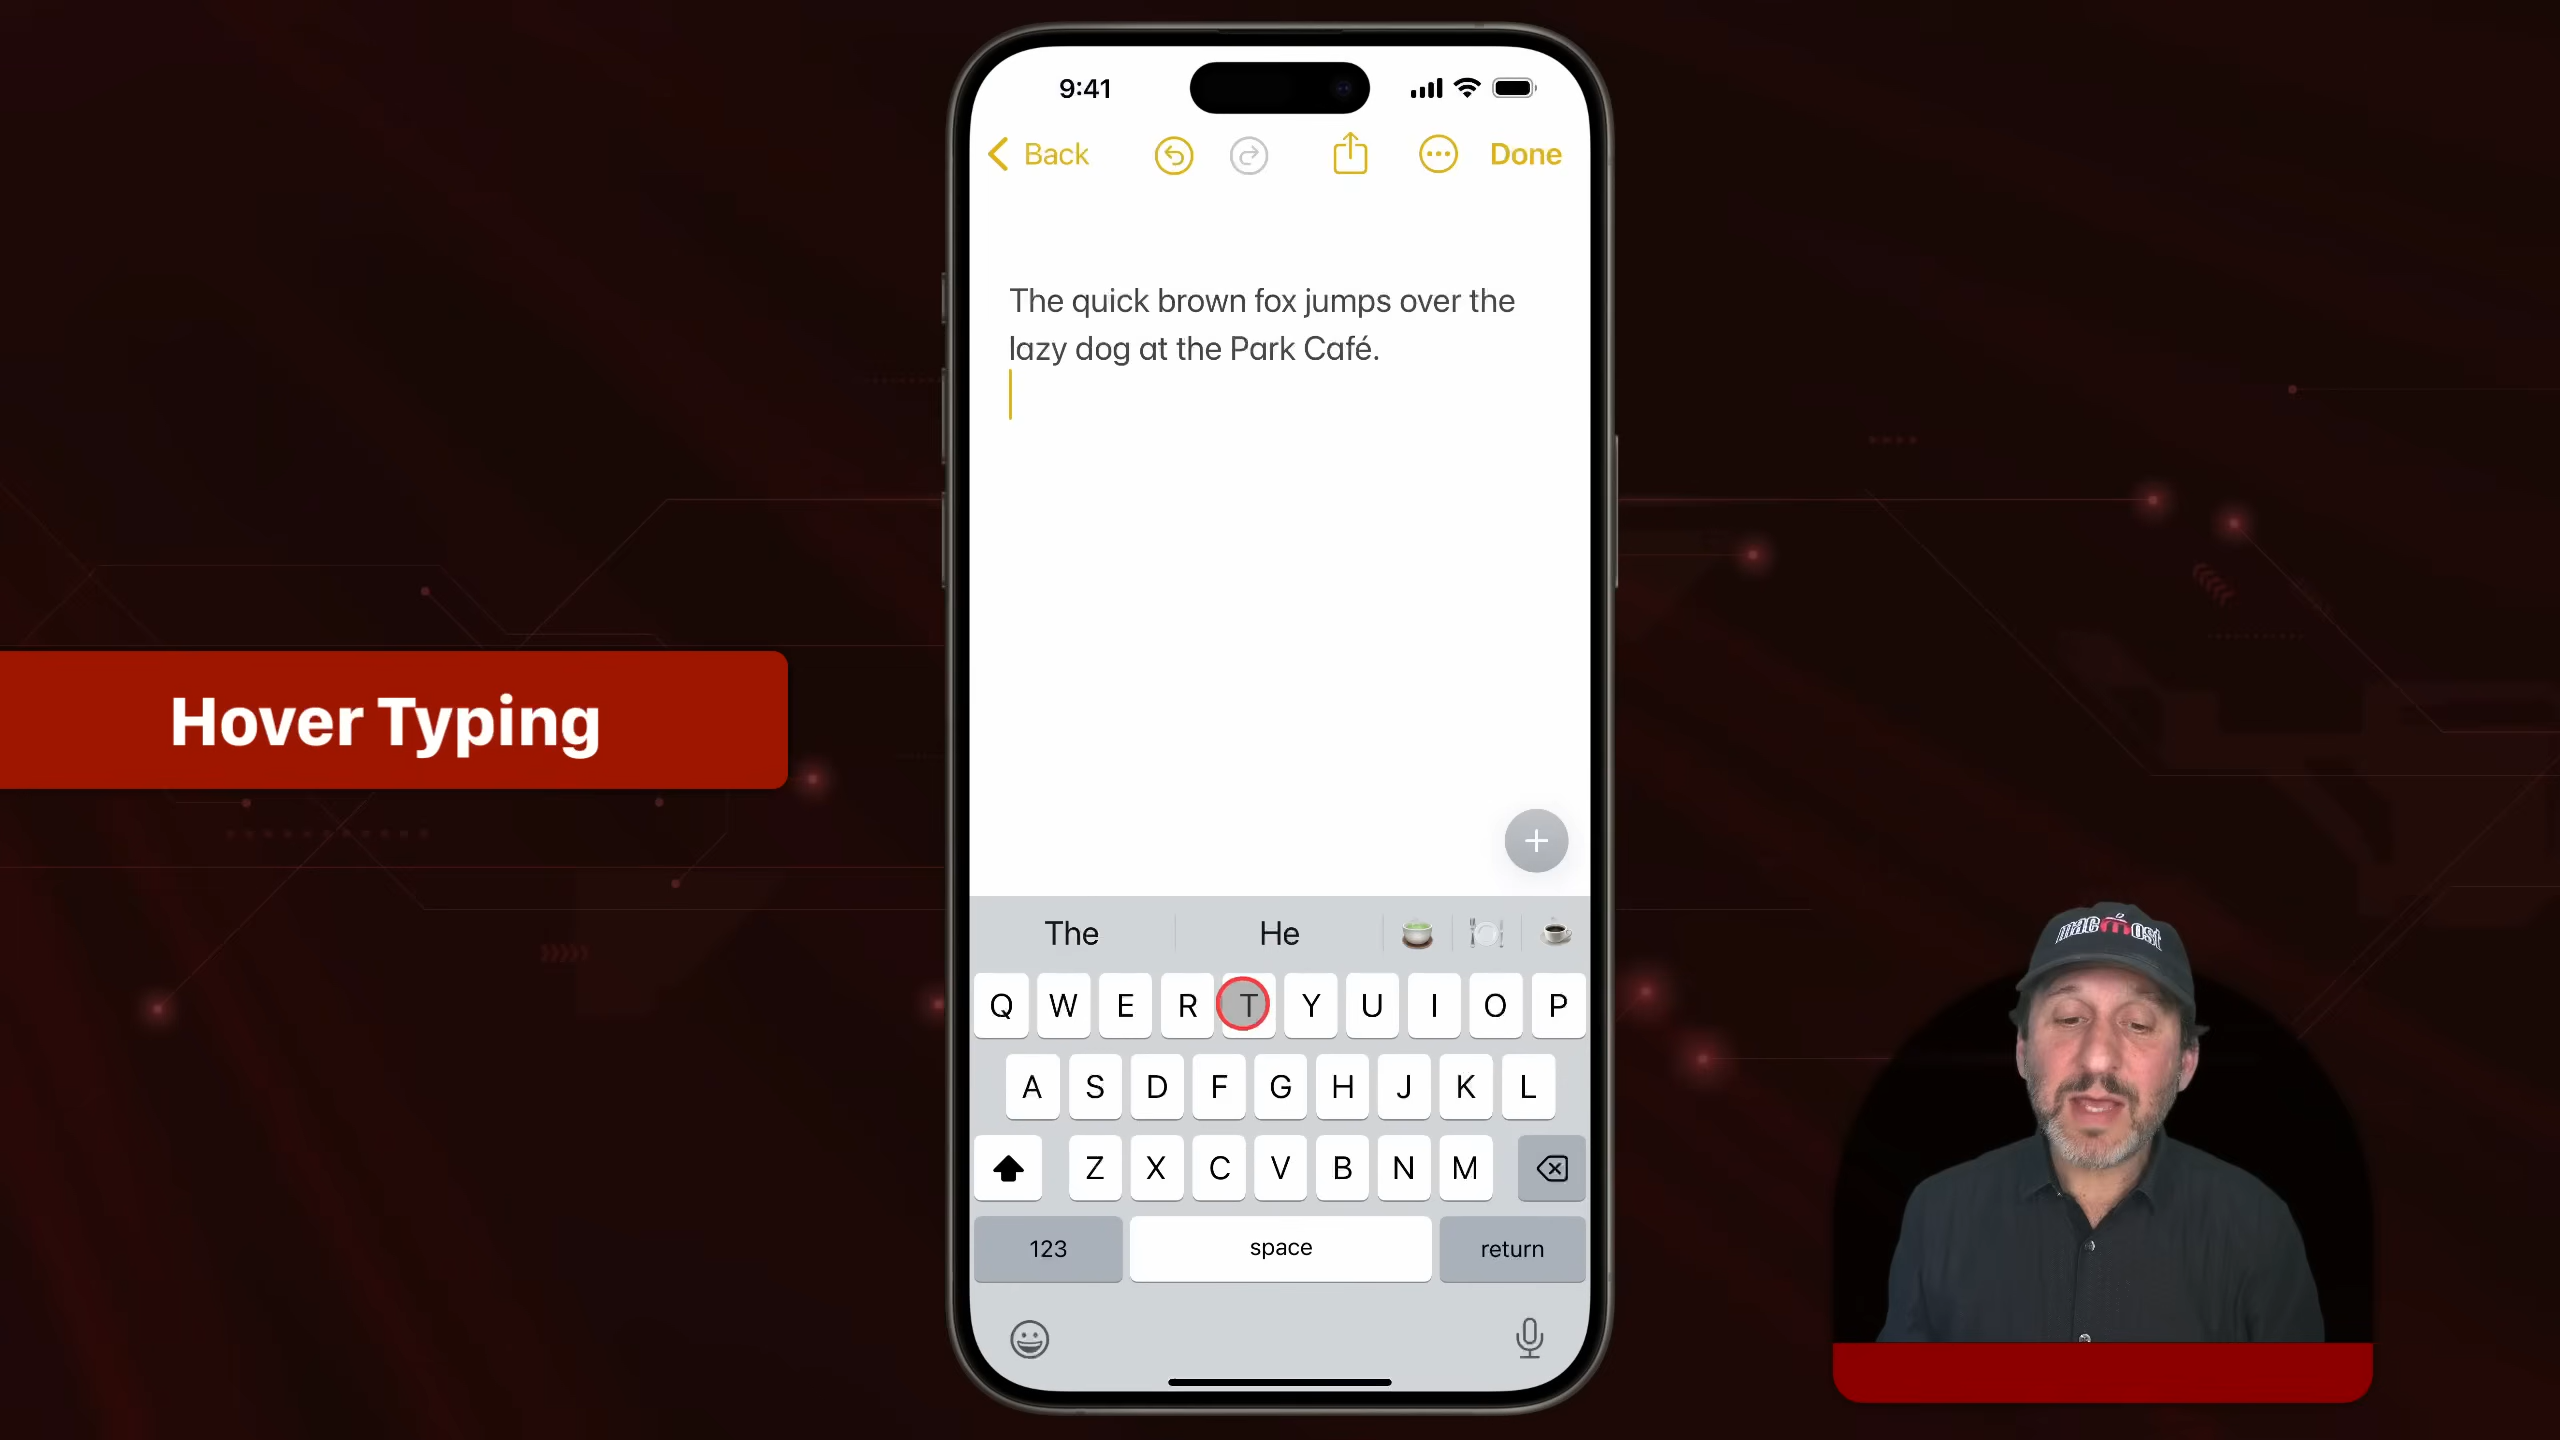 9:41
Back
Done
The quick brown fox jumps over the
lazy dog at the Park Café.
Hover Typing
The He
Q W E R T Y U I O P
A S D F G H J K L
Z X C V B N M
123 space return
macmost